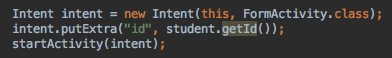 Intent intent = new Intent(this, FormActivity.class);
intent.putExtra("id", student.getId());
startActivity(intent);